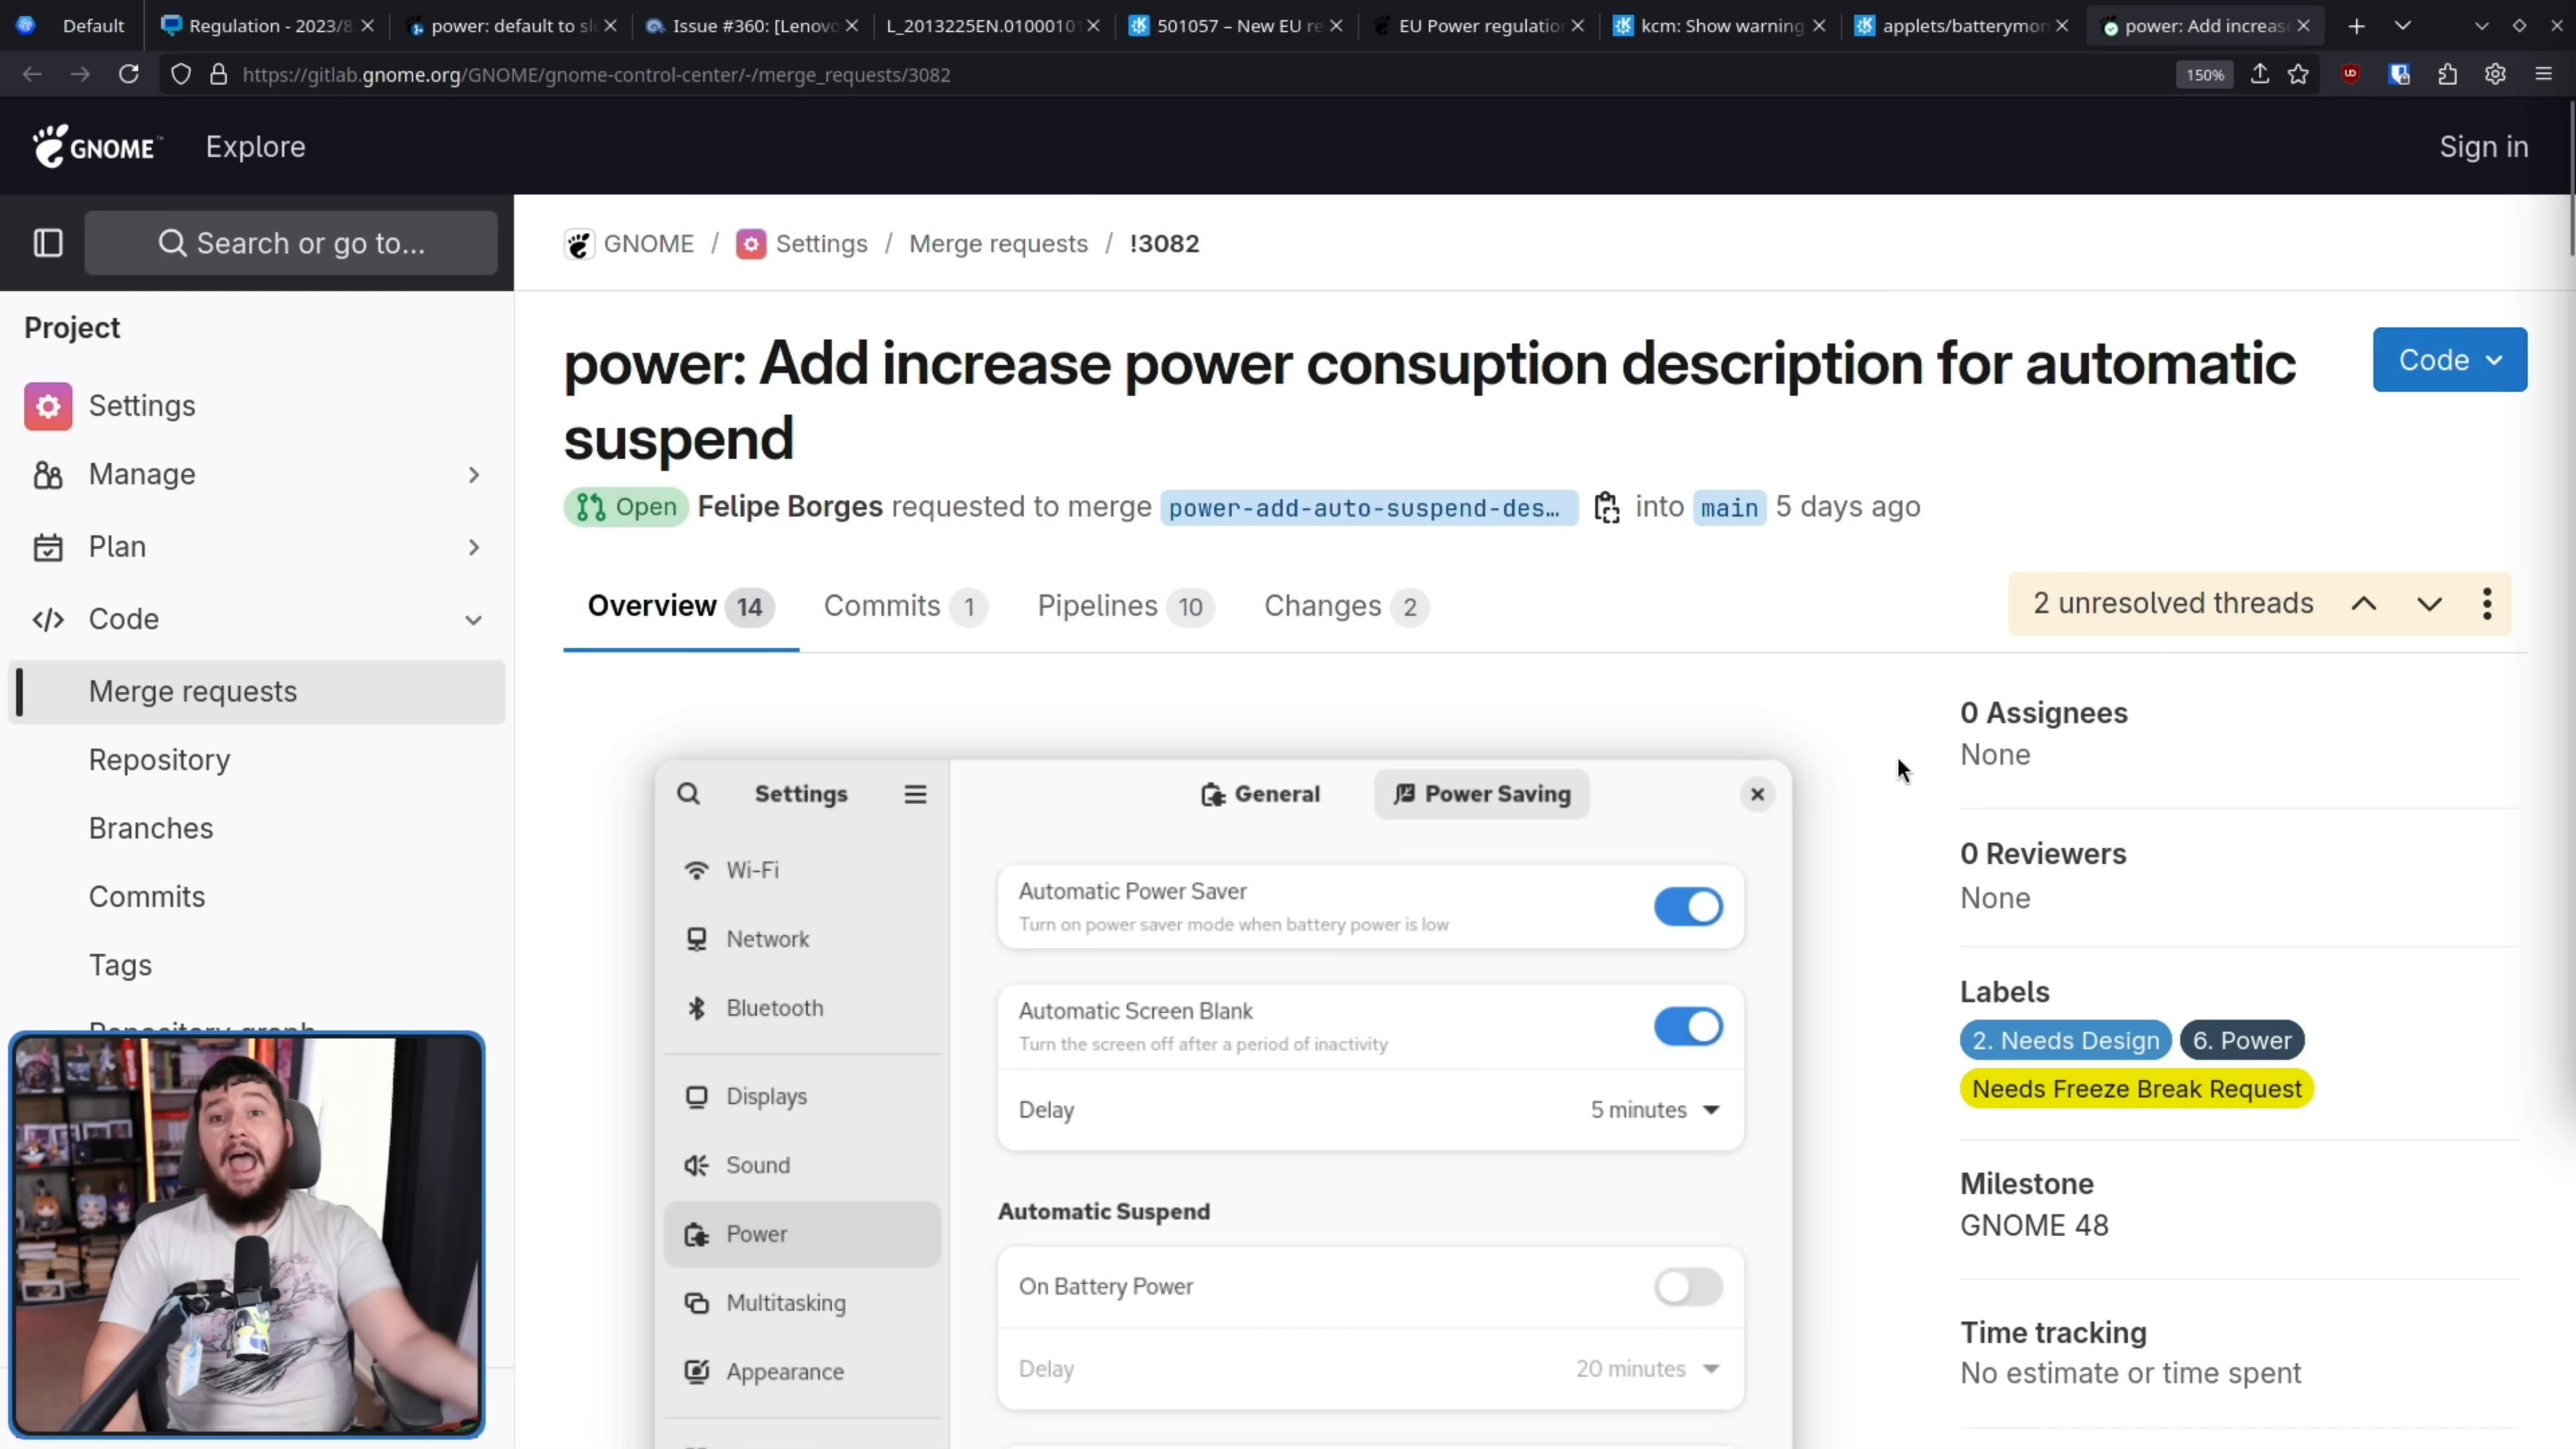 Default
Regulation - 2023/8
power: default to sl
Issue #360: [Lenovo
L_2013225EN.01000101
501057 – New EU re
EU Power regulation
kcm: Show warning
applets/batterymon
power: Add increase
https://gitlab.gnome.org/GNOME/gnome-control-center/-/merge_requests/3082
150%
GNOME™
Explore
Sign in
Search or go to...
GNOME / Settings / Merge requests / !3082
Project
Settings
Manage
Plan
Code
Merge requests
Repository
Branches
Commits
Tags
Repository graph
power: Add increase power consuption description for automatic
suspend
Code
Open Felipe Borges requested to merge power-add-auto-suspend-des… into main 5 days ago
Overview 14 Commits 1 Pipelines 10 Changes 2
2 unresolved threads
Settings
General
Power Saving
Wi-Fi
Network
Bluetooth
Displays
Sound
Power
Multitasking
Appearance
Automatic Power Saver
Turn on power saver mode when battery power is low
Automatic Screen Blank
Turn the screen off after a period of inactivity
Delay 5 minutes
Automatic Suspend
On Battery Power
Delay 20 minutes
0 Assignees
None
0 Reviewers
None
Labels
2. Needs Design 6. Power
Needs Freeze Break Request
Milestone
GNOME 48
Time tracking
No estimate or time spent